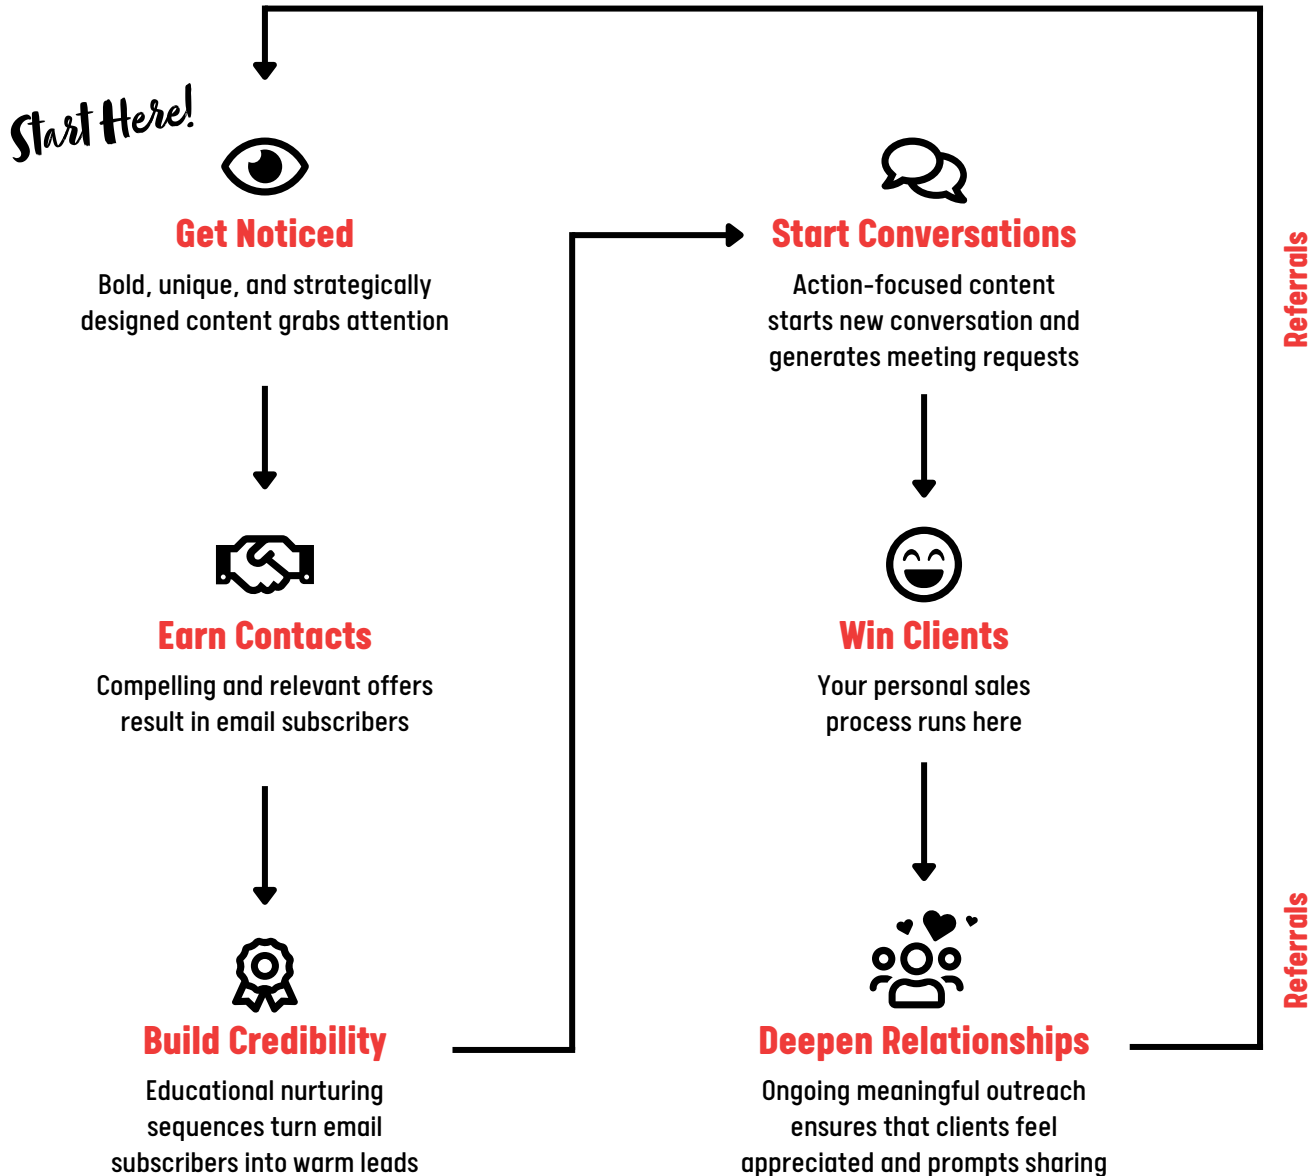 Start Here!
Get Noticed
Bold, unique, and strategically
designed content grabs attention
Earn Contacts
Compelling and relevant offers
result in email subscribers
Build Credibility
Educational nurturing
sequences turn email
subscribers into warm leads
Start Conversations
Action-focused content
starts new conversation and
generates meeting requests
Win Clients
Your personal sales
process runs here
Deepen Relationships
Ongoing meaningful outreach
ensures that clients feel
appreciated and prompts sharing
Referrals
Referrals